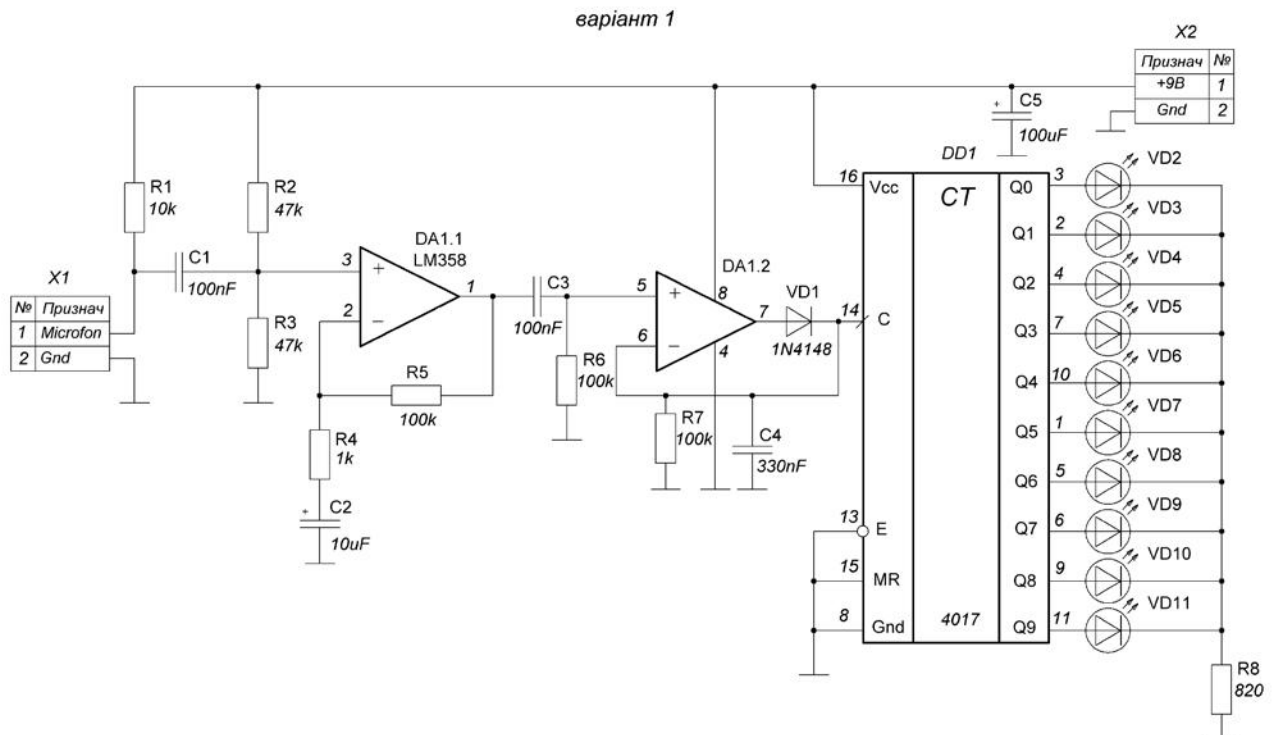 варіант 1
X2
Признач №
+9В 1
Gnd 2
C5
+
100uF
DD1
R1
10k
R2
47k
16 Vcc
CT
Q0 3 VD2
Q1 2 VD3
Q2 4 VD4
Q3 7 VD5
Q4 10 VD6
Q5 1 VD7
Q6 5 VD8
Q7 6 VD9
Q8 9 VD10
Q9 11 VD11
DA1.1
LM358
X1
№ Признач
1 Microfon
2 Gnd
C1
100nF
3 +
2 −
1
C3
100nF
DA1.2
5 +
6 −
8
7
4
VD1
1N4148
14 C
R3
47k
R5
100k
R6
100k
R7
100k
C4
330nF
R4
1k
+ C2
10uF
13 E
15 MR
8 Gnd
4017
R8
820